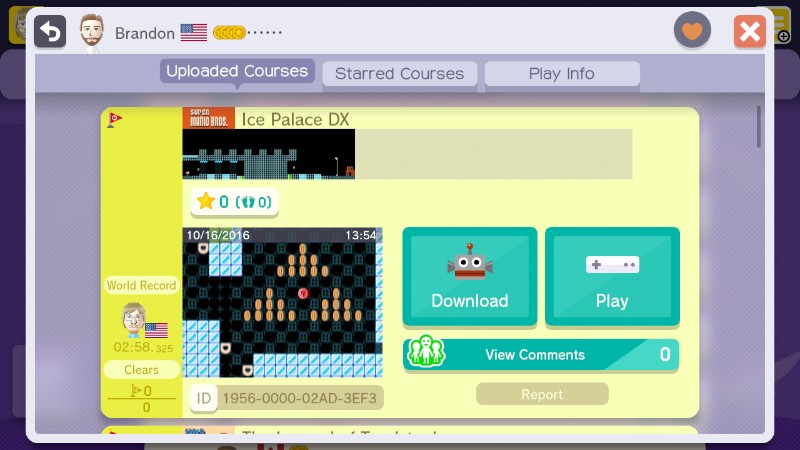 Brandon
Uploaded Courses
Starred Courses
Play Info
SUPER
MARIO BROS.
Ice Palace DX
0 (0)
10/16/2016
13:54
World Record
02:58.325
Clears
0
0
Download
Play
View Comments
0
ID
1956-0000-02AD-3EF3
Report